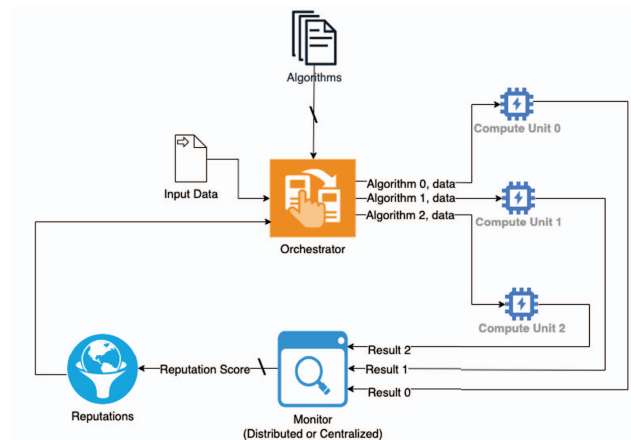 Algorithms
Compute Unit 0
Input Data
Algorithm 0, data
Algorithm 1, data
Algorithm 2, data
Compute Unit 1
Orchestrator
Compute Unit 2
Result 2
Result 1
Result 0
Reputation Score
Reputations
Monitor
(Distributed or Centralized)